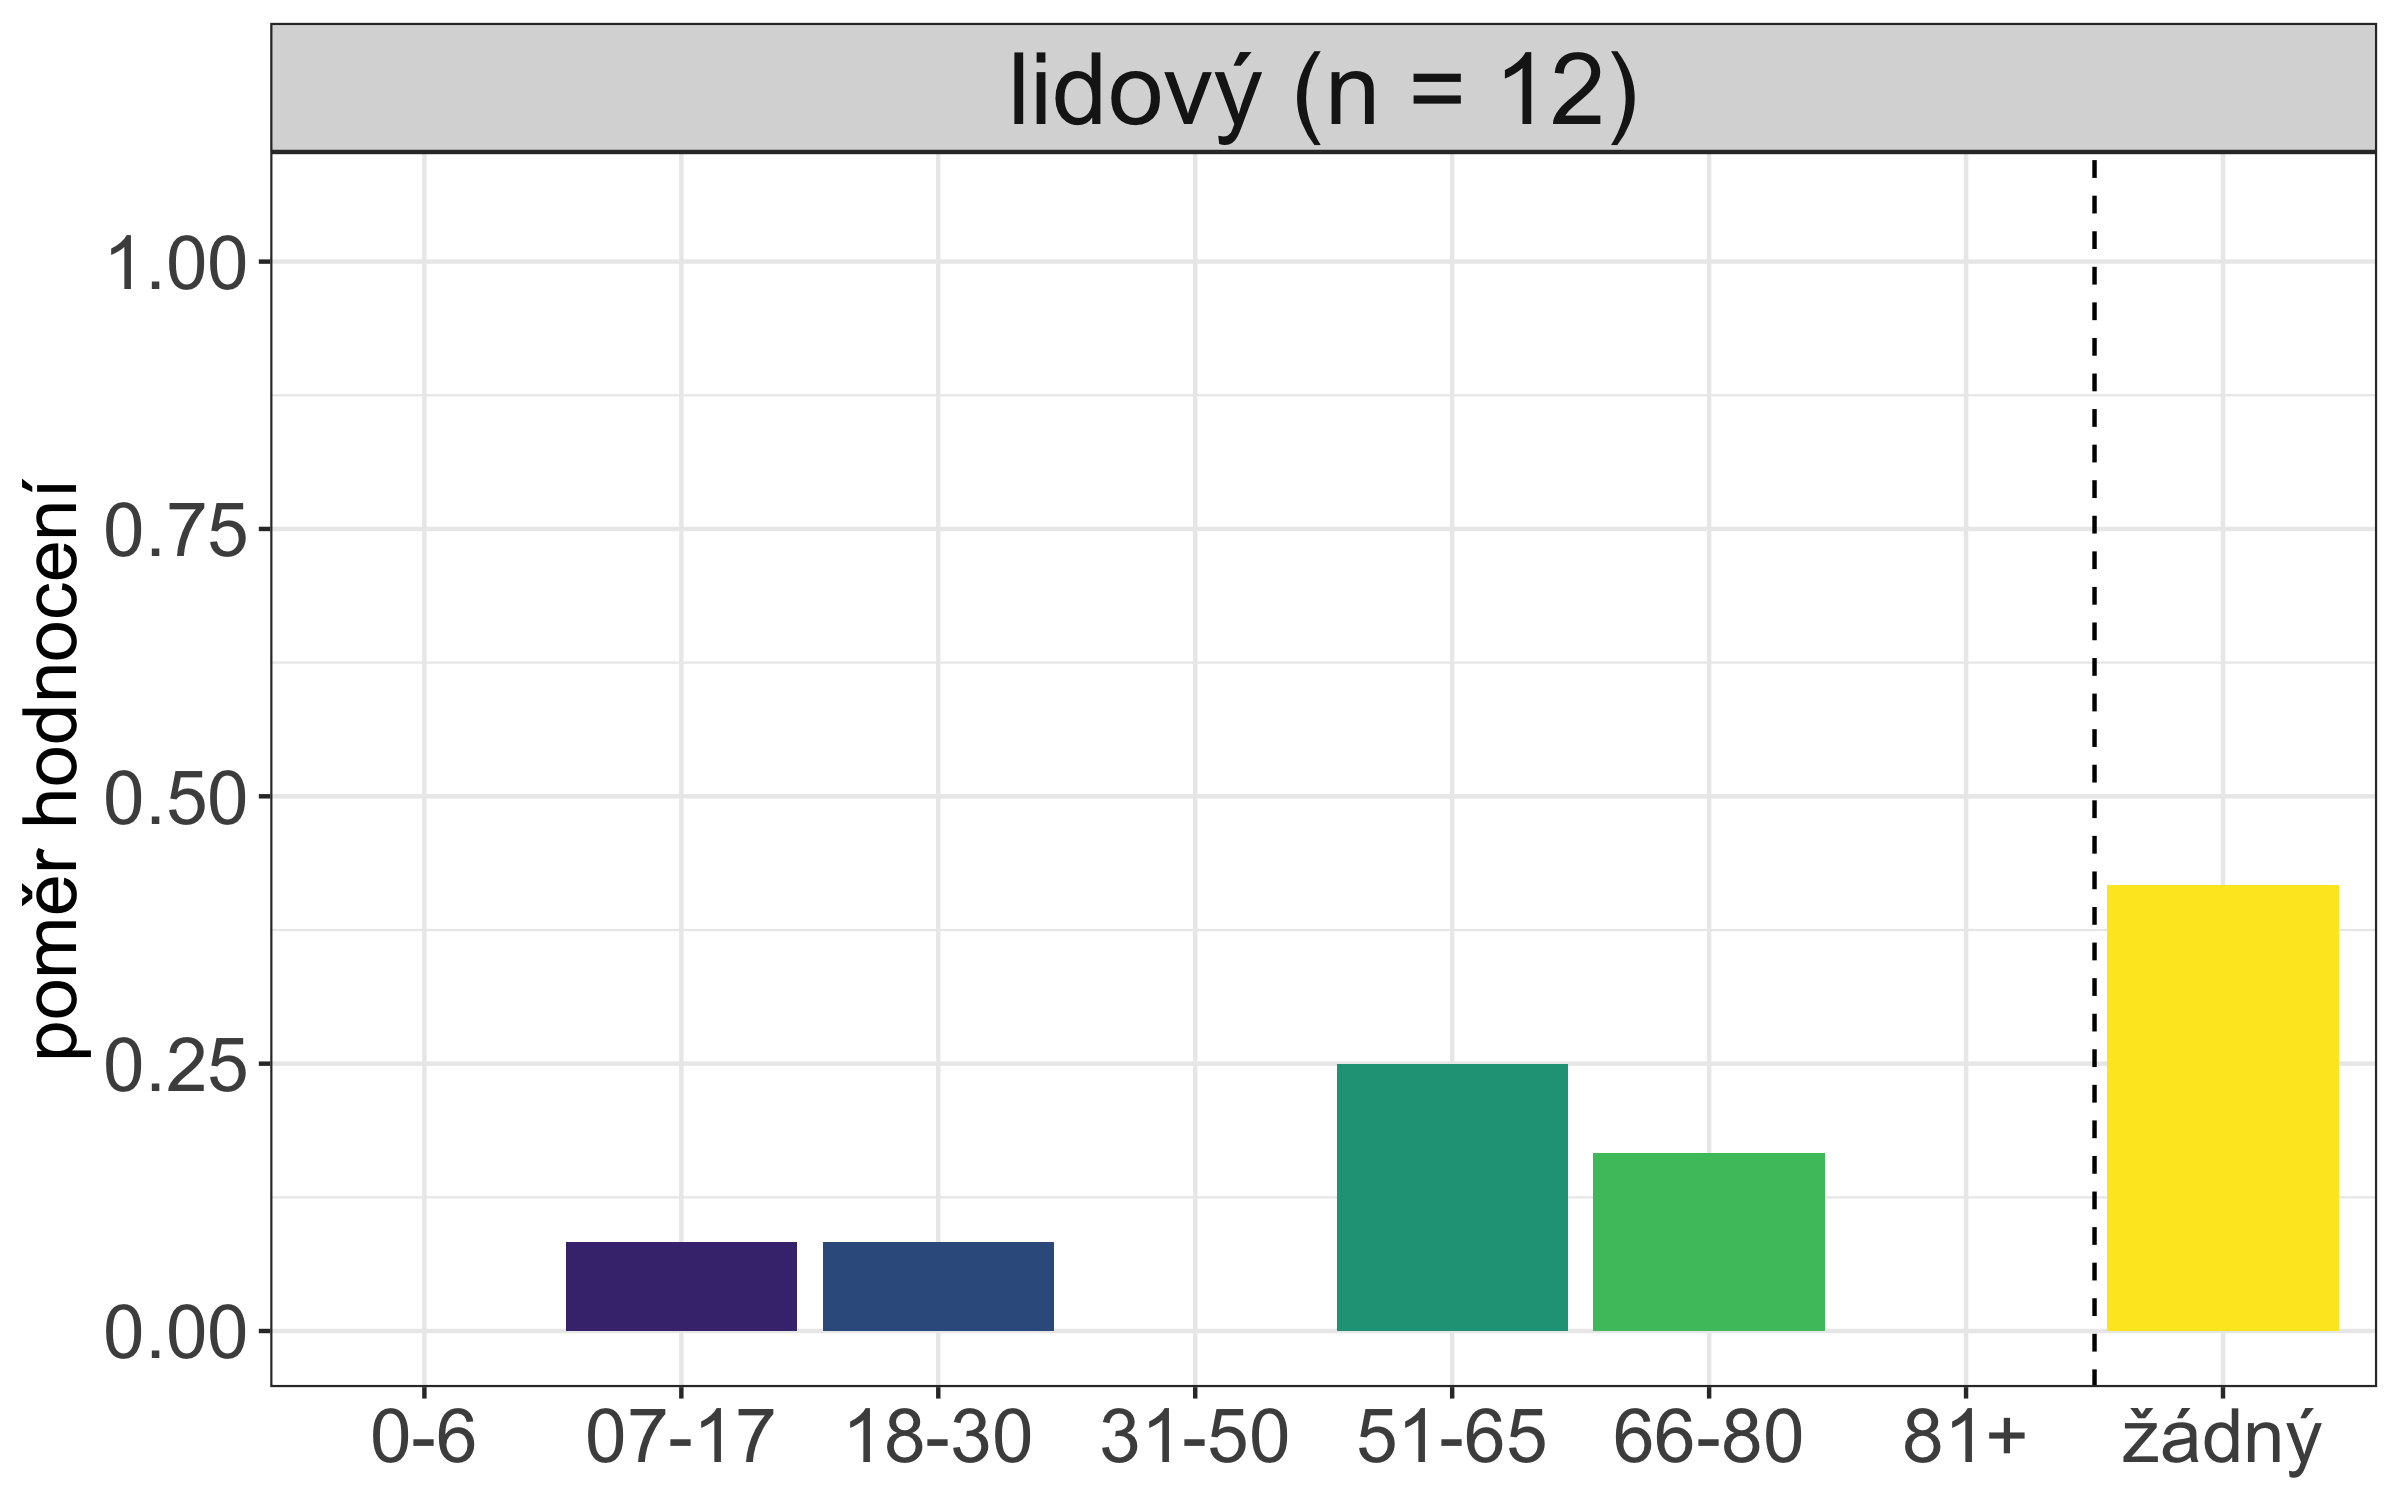 lidový (n = 12)
poměr hodnocení
1.00
0.75
0.50
0.25
0.00
0-6 07-17 18-30 31-50 51-65 66-80 81+ žádný